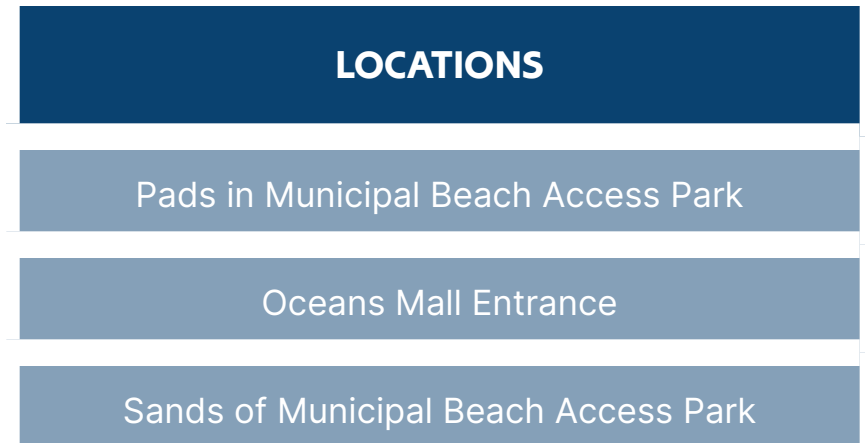 LOCATIONS
Pads in Municipal Beach Access Park
Oceans Mall Entrance
Sands of Municipal Beach Access Park